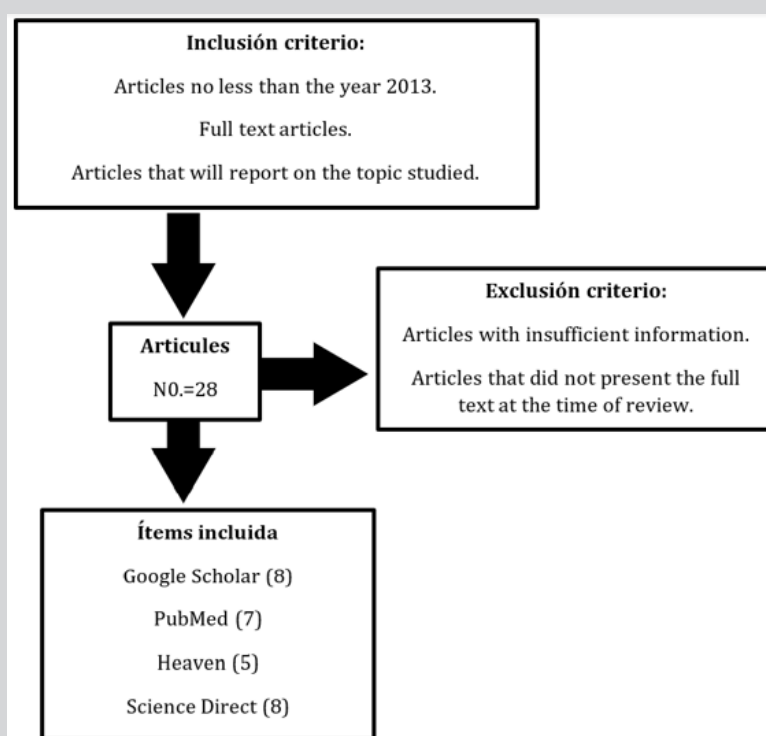 Inclusión criterio:
Articles no less than the year 2013.
Full text articles.
Articles that will report on the topic studied.
Articules
N0.=28
Exclusión criterio:
Articles with insufficient information.
Articles that did not present the full
text at the time of review.
Ítems incluida
Google Scholar (8)
PubMed (7)
Heaven (5)
Science Direct (8)